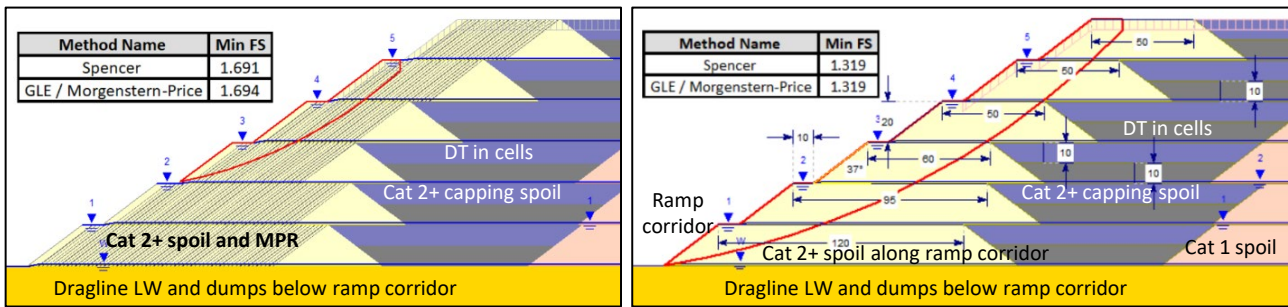 Method Name Min FS
Spencer 1.691
GLE / Morgenstern-Price 1.694
5
4
3
2
1
1
W
DT in cells
Cat 2+ capping spoil
Cat 2+ spoil and MPR
Dragline LW and dumps below ramp corridor
Method Name Min FS
Spencer 1.319
GLE / Morgenstern-Price 1.319
50
5
50
4
10
20
50
3
DT in cells
10
10
60
37°
2
10
2
Cat 2+ capping spoil
95
Ramp
corridor
1
1
W
120
Cat 2+ spoil along ramp corridor
Cat 1 spoil
Dragline LW and dumps below ramp corridor